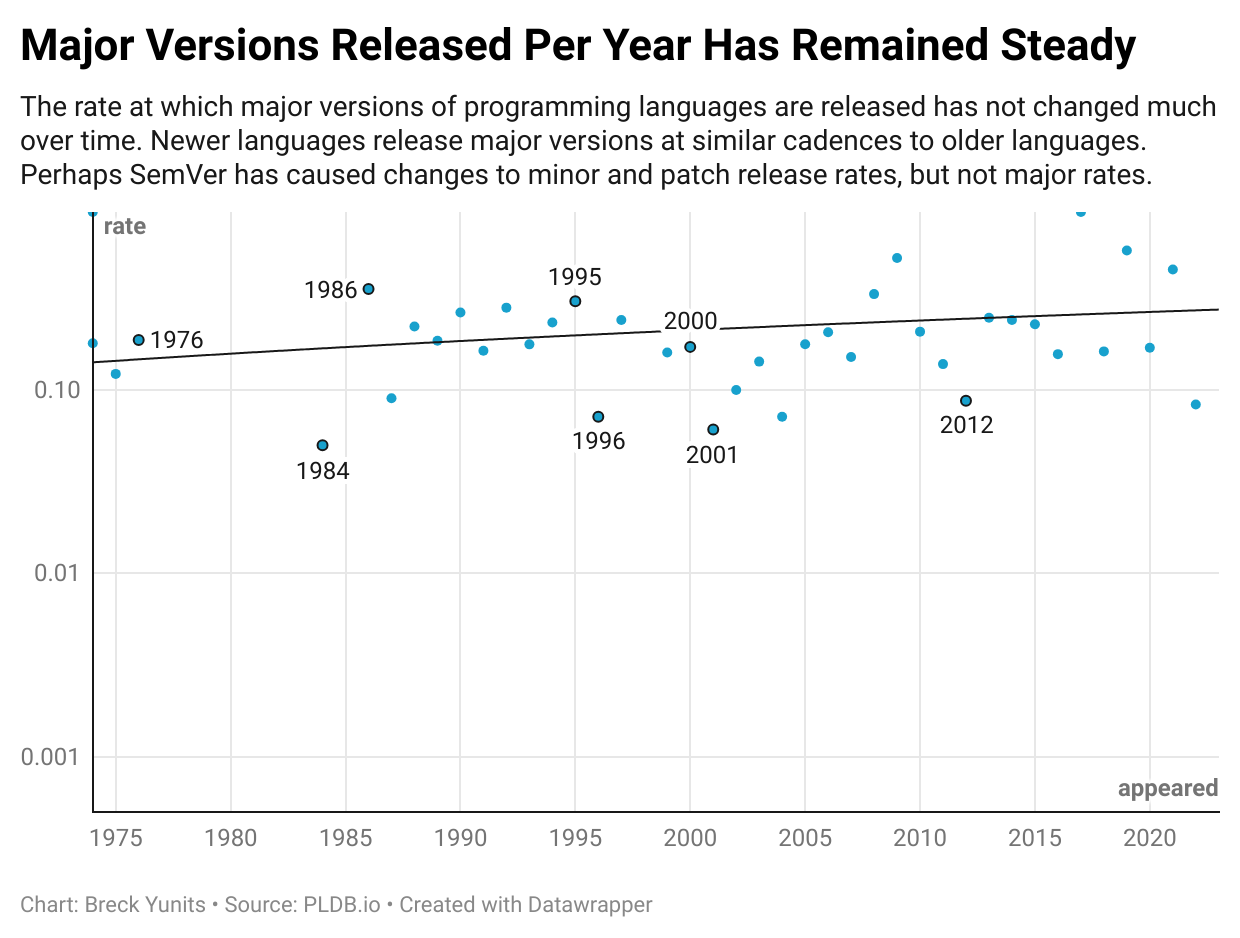 Major Versions Released Per Year Has Remained Steady
The rate at which major versions of programming languages are released has not changed much
over time. Newer languages release major versions at similar cadences to older languages.
Perhaps SemVer has caused changes to minor and patch release rates, but not major rates.
rate
1995
1986
2000
1976
0.10
2012
1996
2001
1984
0.01
0.001
appeared
1975 1980 1985 1990 1995 2000 2005 2010 2015 2020
Chart: Breck Yunits • Source: PLDB.io • Created with Datawrapper